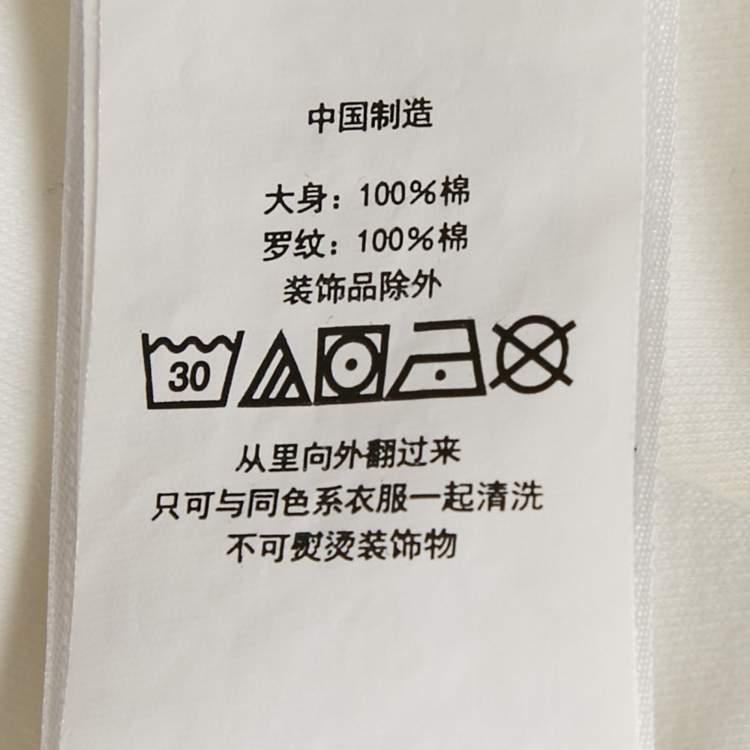 中国制造
大身：100%棉
罗纹：100%棉
装饰品除外
30
从里向外翻过来
只可与同色系衣服一起清洗
不可熨烫装饰物